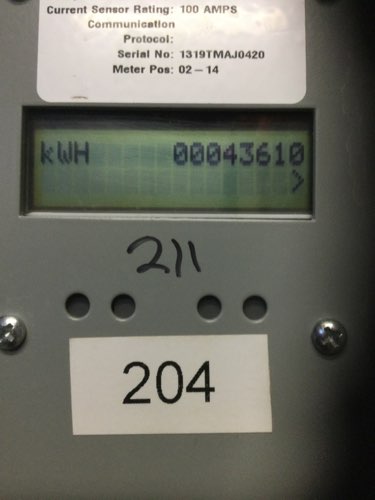 Current Sensor Rating: 100 AMPS
Communication
Protocol:
Serial No: 1319TMAJ0420
Meter Pos: 02-14
kWH 00043610
>
211
204